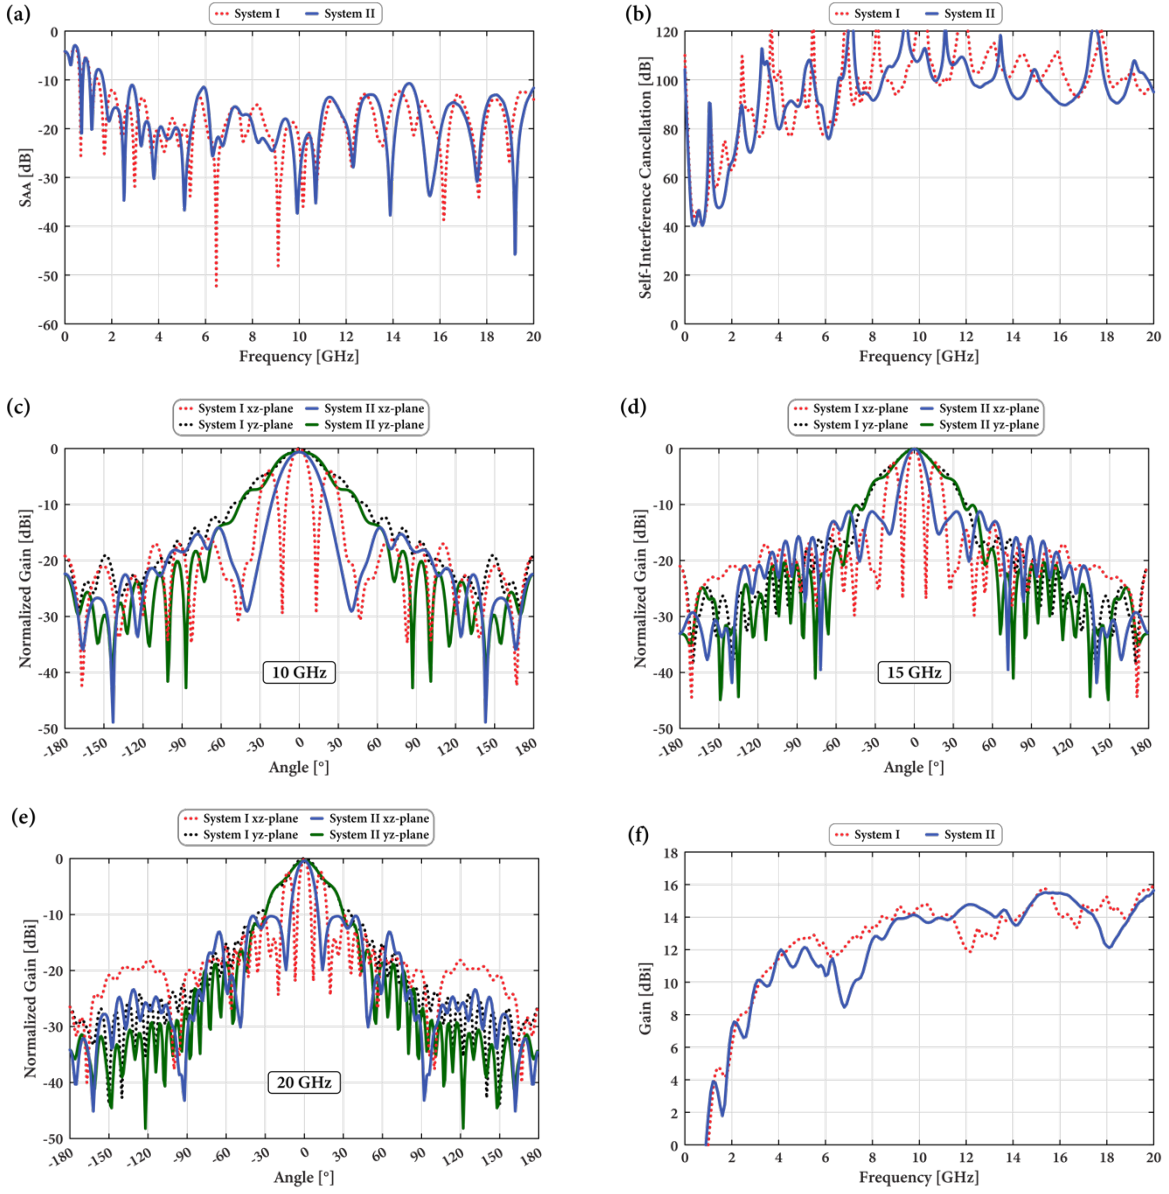 (a)
System I System II
0
-10
-20
-30
-40
-50
-60
S_AA [dB]
0 2 4 6 8 10 12 14 16 18 20
Frequency [GHz]
(b)
System I System II
120
100
80
60
40
20
0
Self-Interference Cancellation [dB]
0 2 4 6 8 10 12 14 16 18 20
Frequency [GHz]
(c)
System I xz-plane System II xz-plane
System I yz-plane System II yz-plane
0
-10
-20
-30
-40
-50
Normalized Gain [dBi]
10 GHz
-180 -150 -120 -90 -60 -30 0 30 60 90 120 150 180
Angle [°]
(d)
System I xz-plane System II xz-plane
System I yz-plane System II yz-plane
0
-10
-20
-30
-40
-50
Normalized Gain [dBi]
15 GHz
-180 -150 -120 -90 -60 -30 0 30 60 90 120 150 180
Angle [°]
(e)
System I xz-plane System II xz-plane
System I yz-plane System II yz-plane
0
-10
-20
-30
-40
-50
Normalized Gain [dBi]
20 GHz
-180 -150 -120 -90 -60 -30 0 30 60 90 120 150 180
Angle [°]
(f)
System I System II
18
16
14
12
10
8
6
4
2
0
Gain [dBi]
0 2 4 6 8 10 12 14 16 18 20
Frequency [GHz]